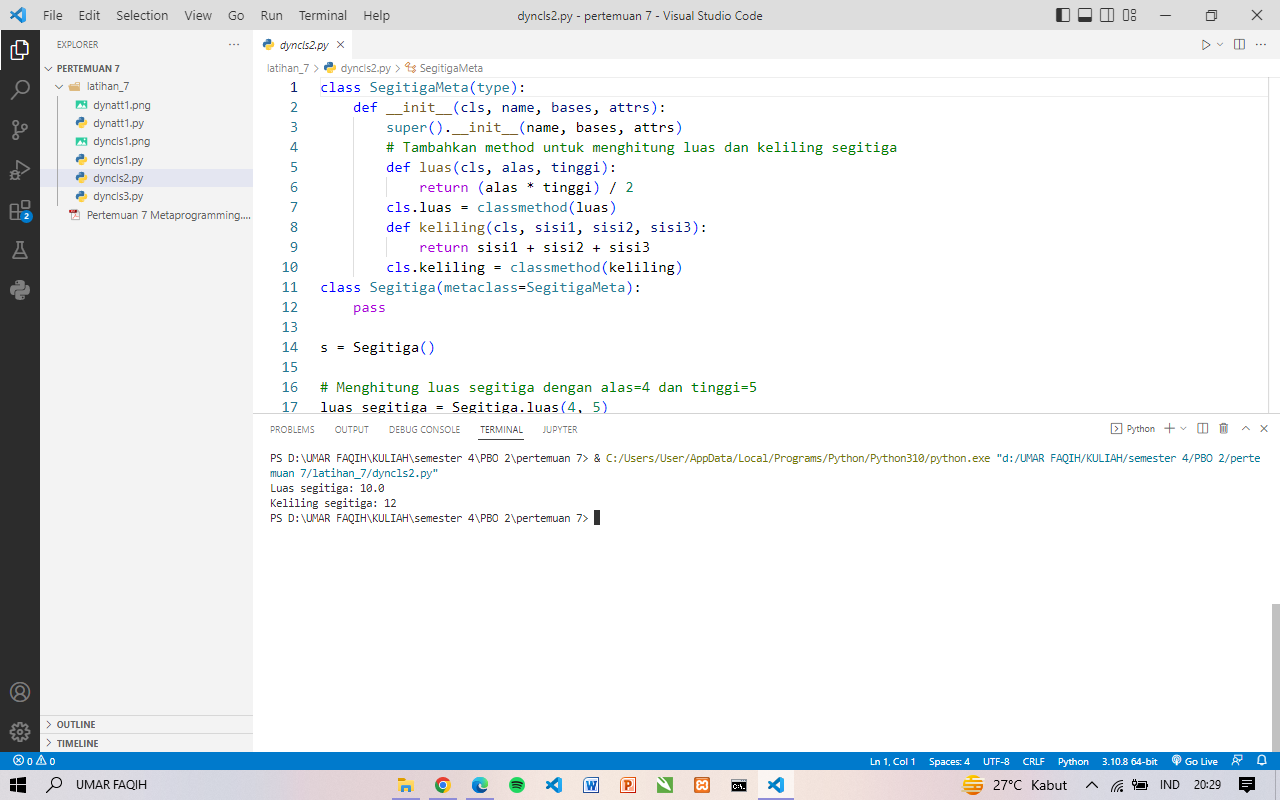 File Edit Selection View Go Run Terminal Help dyncls2.py - pertemuan 7 - Visual Studio Code
EXPLORER
PERTEMUAN 7
latihan_7
dynatt1.png
dynatt1.py
dyncls1.png
dyncls1.py
dyncls2.py
dyncls3.py
Pertemuan 7 Metaprogramming....
OUTLINE
TIMELINE
2
dyncls2.py
latihan_7 > dyncls2.py > SegitigaMeta
1 class SegitigaMeta(type):
2 def __init__(cls, name, bases, attrs):
3 super().__init__(name, bases, attrs)
4 # Tambahkan method untuk menghitung luas dan keliling segitiga
5 def luas(cls, alas, tinggi):
6 return (alas * tinggi) / 2
7 cls.luas = classmethod(luas)
8 def keliling(cls, sisi1, sisi2, sisi3):
9 return sisi1 + sisi2 + sisi3
10 cls.keliling = classmethod(keliling)
11 class Segitiga(metaclass=SegitigaMeta):
12 pass
13
14 s = Segitiga()
15
16 # Menghitung luas segitiga dengan alas=4 dan tinggi=5
17 luas_segitiga = Segitiga.luas(4, 5)
PROBLEMS OUTPUT DEBUG CONSOLE TERMINAL JUPYTER Python
PS D:\UMAR FAQIH\KULIAH\semester 4\PBO 2\pertemuan 7> & C:/Users/User/AppData/Local/Programs/Python/Python310/python.exe "d:/UMAR FAQIH/KULIAH/semester 4/PBO 2/perte
muan 7/latihan_7/dyncls2.py"
Luas segitiga: 10.0
Keliling segitiga: 12
PS D:\UMAR FAQIH\KULIAH\semester 4\PBO 2\pertemuan 7>
0 0 Ln 1, Col 1 Spaces: 4 UTF-8 CRLF Python 3.10.8 64-bit Go Live
UMAR FAQIH 27°C Kabut IND 20:29